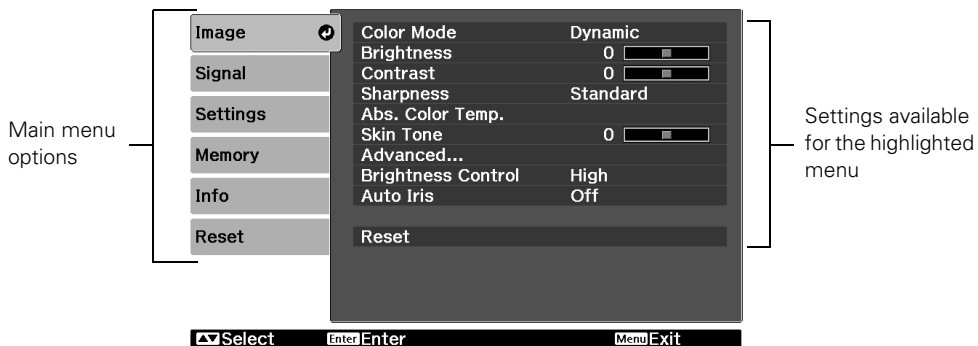 Main menu
options
Image
Signal
Settings
Memory
Info
Reset
Color Mode Dynamic
Brightness 0
Contrast 0
Sharpness Standard
Abs. Color Temp.
Skin Tone 0
Advanced...
Brightness Control High
Auto Iris Off
Reset
Settings available
for the highlighted
menu
Select Enter Enter Menu Exit